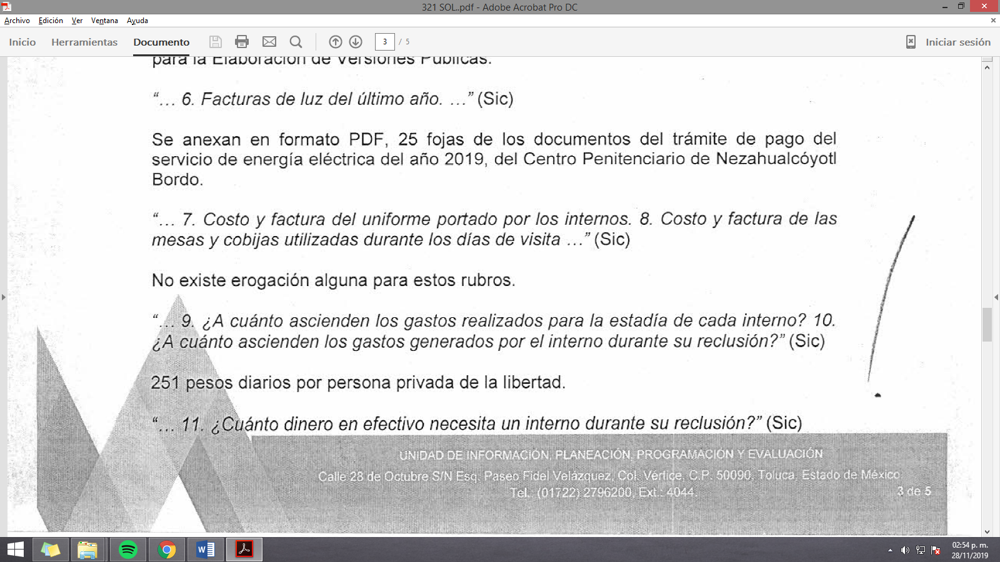 321 SOL..pdf - Adobe Acrobat Pro DC
Archivo Edición Ver Ventana Ayuda
Inicio Herramientas Documento 3 / 5 Iniciar sesión
para la Elaboración de Versiones Públicas.
“... 6. Facturas de luz del último año. ...” (Sic)
Se anexan en formato PDF, 25 fojas de los documentos del trámite de pago del
servicio de energía eléctrica del año 2019, del Centro Penitenciario de Nezahualcóyotl
Bordo.
“... 7. Costo y factura del uniforme portado por los internos. 8. Costo y factura de las
mesas y cobijas utilizadas durante los días de visita ...” (Sic)
No existe erogación alguna para estos rubros.
“... 9. ¿A cuánto ascienden los gastos realizados para la estadía de cada interno? 10.
¿A cuánto ascienden los gastos generados por el interno durante su reclusión?” (Sic)
251 pesos diarios por persona privada de la libertad.
“... 11. ¿Cuánto dinero en efectivo necesita un interno durante su reclusión?” (Sic)
UNIDAD DE INFORMACIÓN, PLANEACIÓN, PROGRAMACIÓN Y EVALUACIÓN
Calle 28 de Octubre S/N Esq. Paseo Fidel Velázquez, Col. Vértice, C.P. 50090, Toluca, Estado de México.
Tel.: (01722) 2796200, Ext.: 4044.
3 de 5
02:54 p. m.
28/11/2019